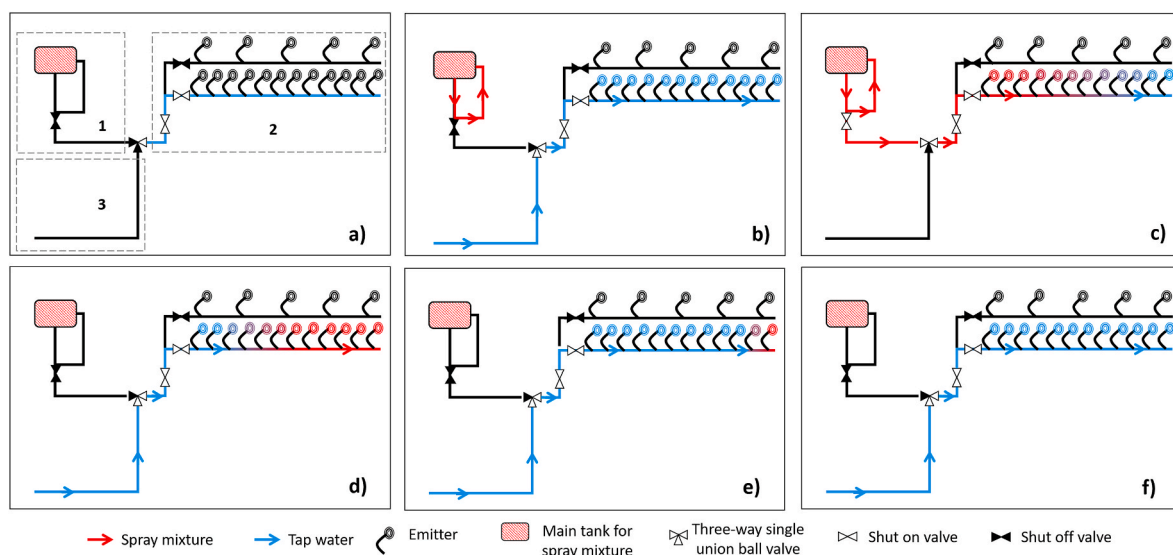 1
2
3
a)
b)
c)
d)
e)
f)
Spray mixture
Tap water
Emitter
Main tank for
spray mixture
Three-way single
union ball valve
Shut on valve
Shut off valve